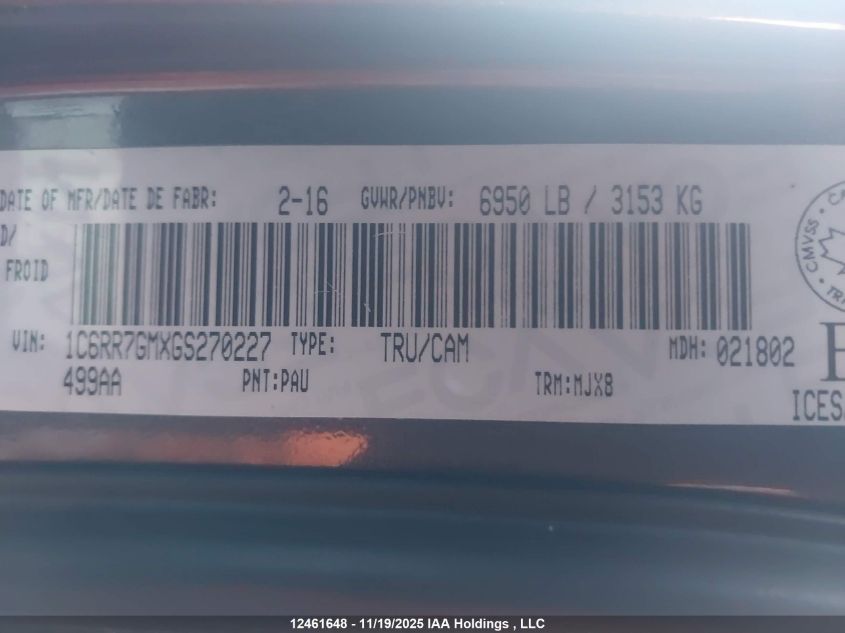 DATE OF MFR/DATE DE FABR: 2-16 GVWR/PNBV: 6950 LB / 3153 KG
D/
FROID
VIN: 1C6RR7GMXGS270227 TYPE: TRU/CAM MDH: 021802
499AA PNT:PAU TRM:MJX8
CMVSS
ICES
12461648 - 11/19/2025 IAA Holdings , LLC